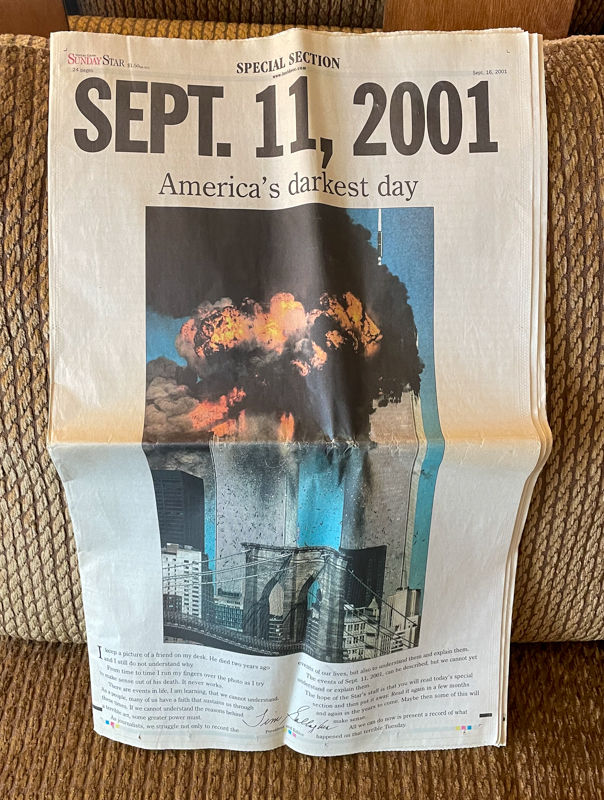 SUNDAY STAR $1.50
24 pages
SPECIAL SECTION
Sept. 16, 2001
SEPT. 11, 2001
America's darkest day
I keep a picture of a friend on my desk. He died two years ago
and I still do not understand why.
From time to time I run my fingers over the photo as I try
to make sense out of his death. It never works.
There are events in life, I am learning, that we cannot understand.
As a people, many of us have a faith that sustains us through
these times. If we cannot understand the reasons behind
terrible events, some greater power must.
As journalists, we struggle not only to record the
events of our lives, but also to understand them and explain them.
The events of Sept. 11, 2001, can be described, but we cannot yet
understand or explain them.
The hope of the Star's staff is that you will read today's special
section and then put it away. Read it again in a few months
and again in the years to come. Maybe then some of this will
make sense.
All we can do now is present a record of what
happened on that terrible Tuesday.
Tim Gallagher